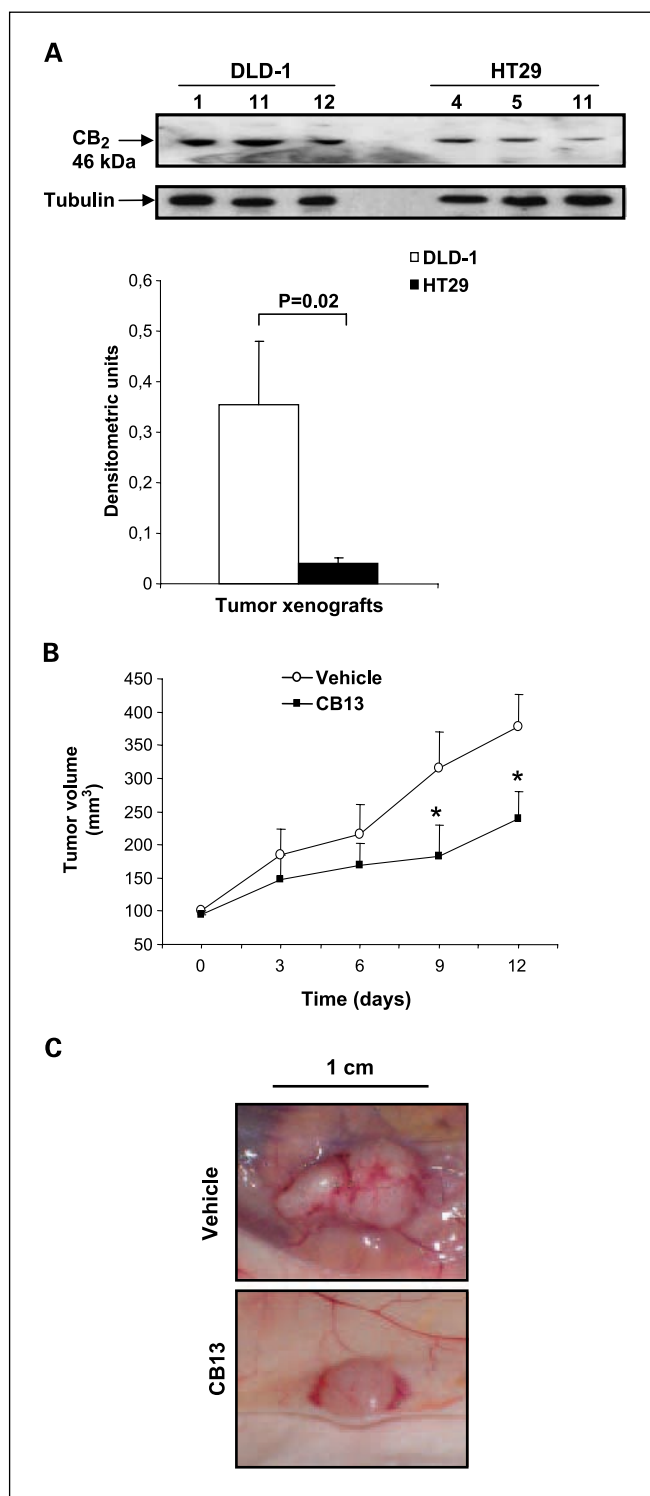 A
DLD-1 HT29
1 11 12 4 5 11
CB2
46 kDa
Tubulin
DLD-1
HT29
0,6
P=0.02
0,5
0,4
0,3
0,2
0,1
0
Densitometric units
Tumor xenografts
B
Vehicle
CB13
450
400
350
300
250
200
150
100
50
Tumor volume
(mm3)
* *
0 3 6 9 12
Time (days)
C
1 cm
Vehicle
CB13